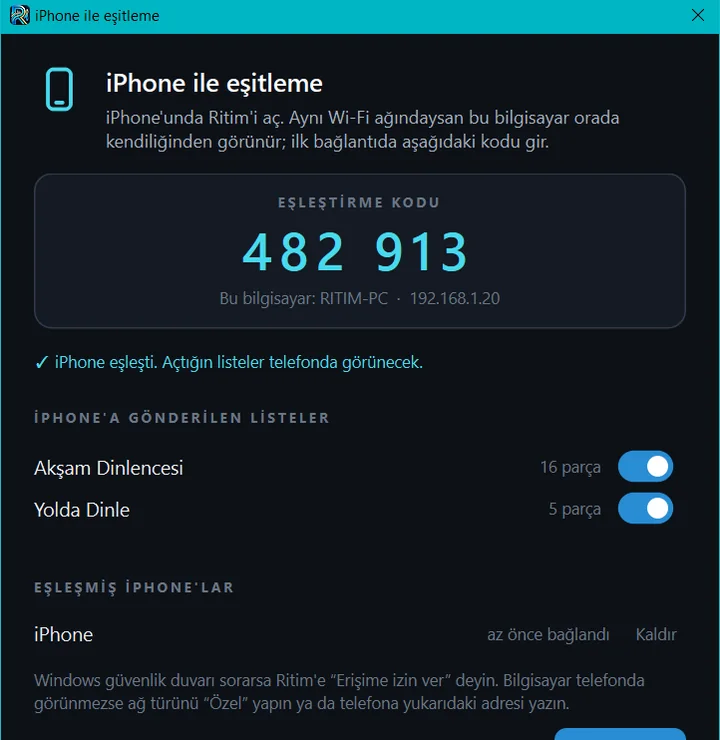 iPhone ile eşitleme
iPhone ile eşitleme
iPhone'unda Ritim'i aç. Aynı Wi-Fi ağındaysan bu bilgisayar orada
kendiliğinden görünür; ilk bağlantıda aşağıdaki kodu gir.
EŞLEŞTİRME KODU
482 913
Bu bilgisayar: RITIM-PC · 192.168.1.20
✓ iPhone eşleşti. Açtığın listeler telefonda görünecek.
İPHONE'A GÖNDERİLEN LİSTELER
Akşam Dinlencesi 16 parça
Yolda Dinle 5 parça
EŞLEŞMİŞ İPHONE'LAR
iPhone az önce bağlandı Kaldır
Windows güvenlik duvarı sorarsa Ritim'e “Erişime izin ver” deyin. Bilgisayar telefonda
görünmezse ağ türünü “Özel” yapın ya da telefona yukarıdaki adresi yazın.